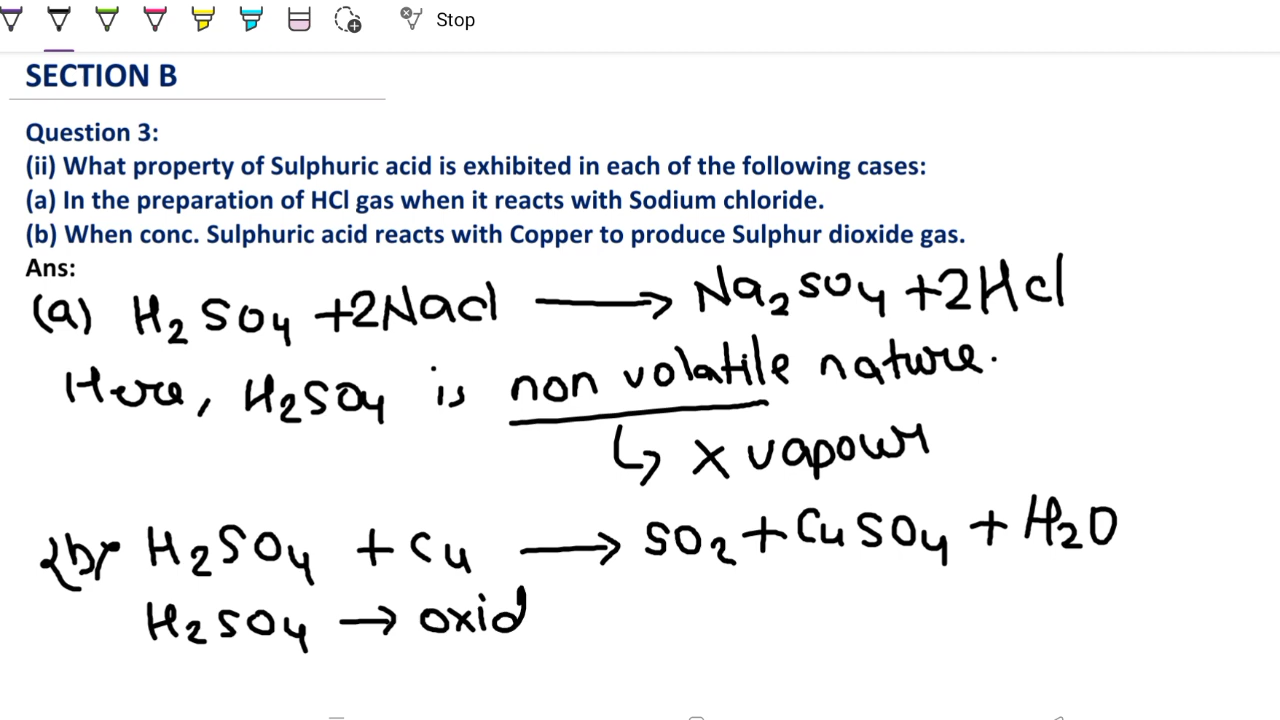 Stop
SECTION B
Question 3:
(ii) What property of Sulphuric acid is exhibited in each of the following cases:
(a) In the preparation of HCl gas when it reacts with Sodium chloride.
(b) When conc. Sulphuric acid reacts with Copper to produce Sulphur dioxide gas.
Ans:
(a) H2SO4 +2Nacl → Na2SO4 +2Hcl
Here, H2SO4 is non volatile nature.
↳ x vapour
(b) H2SO4 + Cu → SO2 + CuSO4 + H2O
H2SO4 → oxid